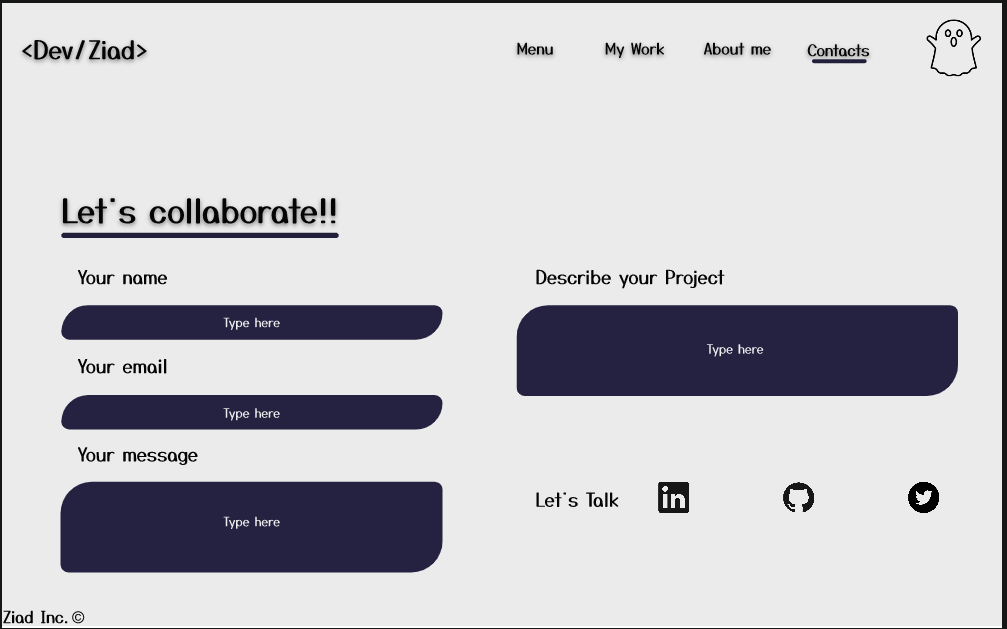 <Dev/Ziad>
Menu
My Work
About me
Contacts
Let's collaborate!!
Your name
Type here
Your email
Type here
Your message
Type here
Describe your Project
Type here
Let's Talk
in
Ziad Inc. ©